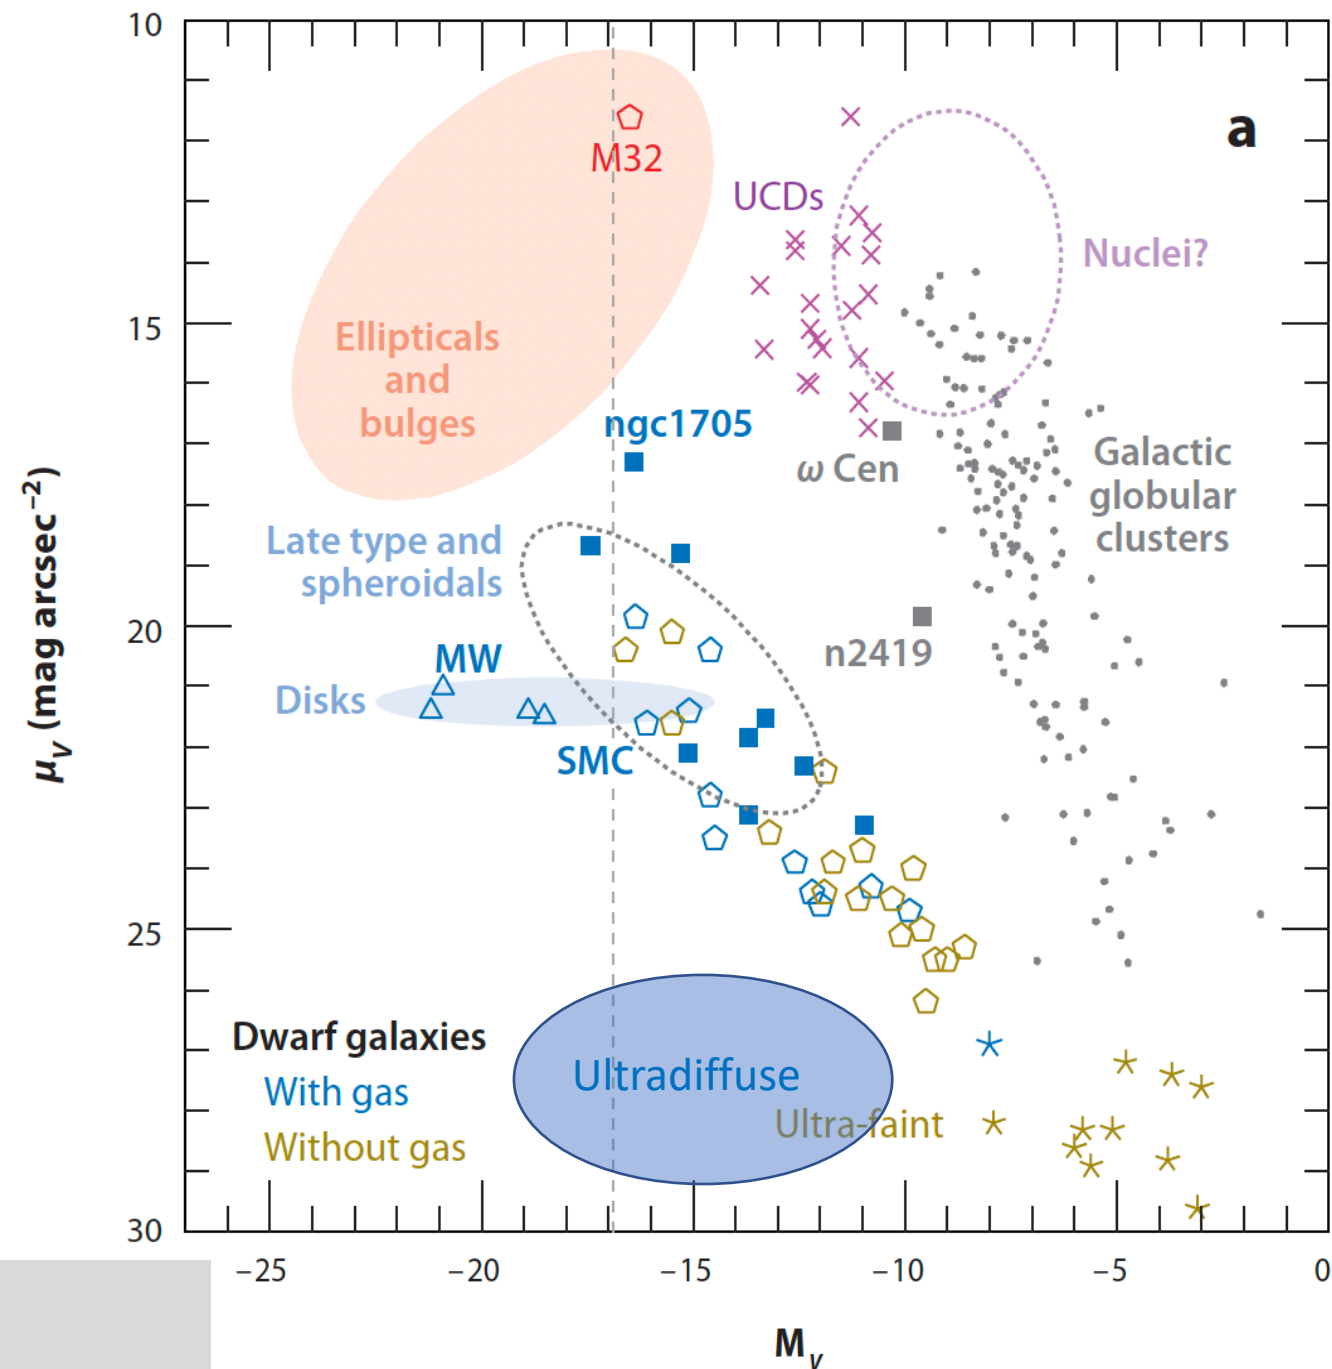 10
a
M32
UCDs
Nuclei?
15
Ellipticals
and
bulges
ngc1705
ω Cen
Galactic
globular
clusters
Late type and
spheroidals
20
n2419
MW
Disks
SMC
μV (mag arcsec−2)
25
Dwarf galaxies
With gas
Without gas
Ultradiffuse
Ultra-faint
30
−25 −20 −15 −10 −5 0
MV